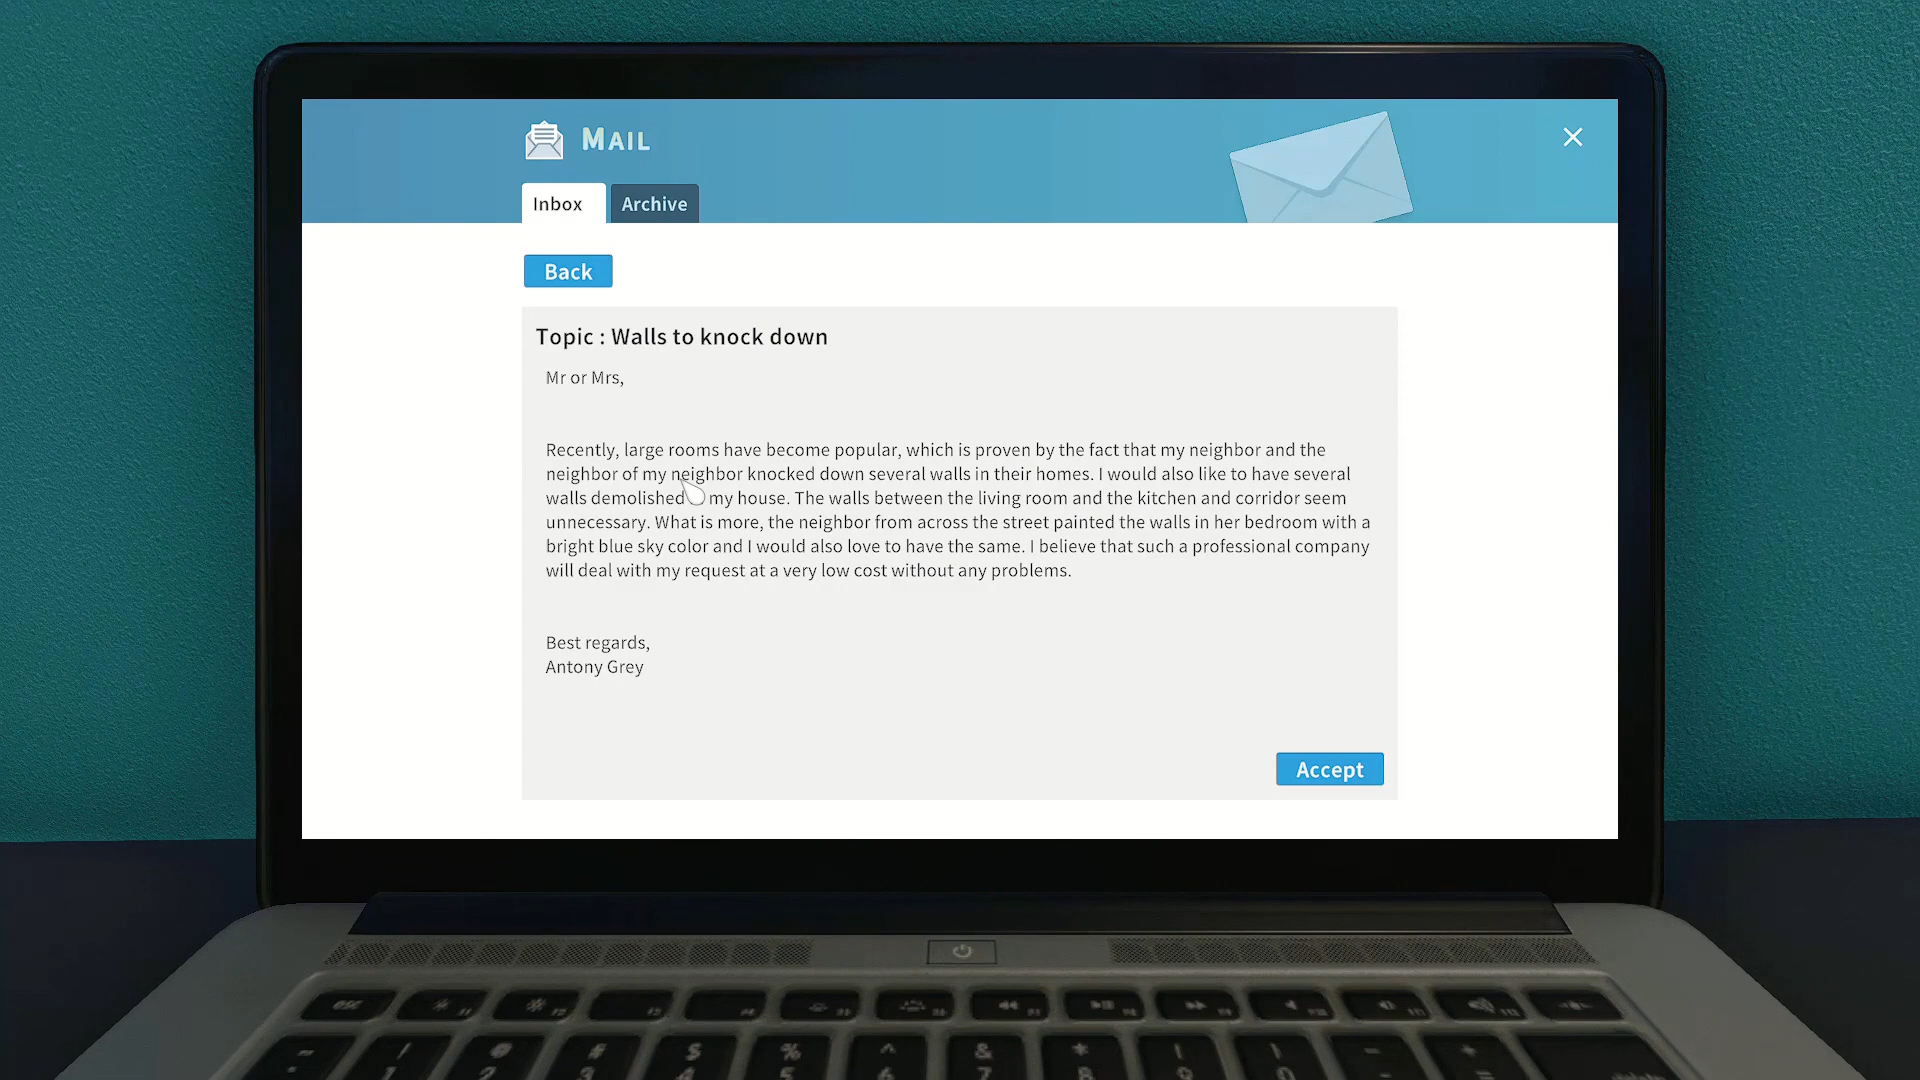 MAIL
Inbox
Archive
Back
Topic : Walls to knock down
Mr or Mrs,
Recently, large rooms have become popular, which is proven by the fact that my neighbor and the
neighbor of my neighbor knocked down several walls in their homes. I would also like to have several
walls demolished my house. The walls between the living room and the kitchen and corridor seem
unnecessary. What is more, the neighbor from across the street painted the walls in her bedroom with a
bright blue sky color and I would also love to have the same. I believe that such a professional company
will deal with my request at a very low cost without any problems.
Best regards,
Antony Grey
Accept
esc